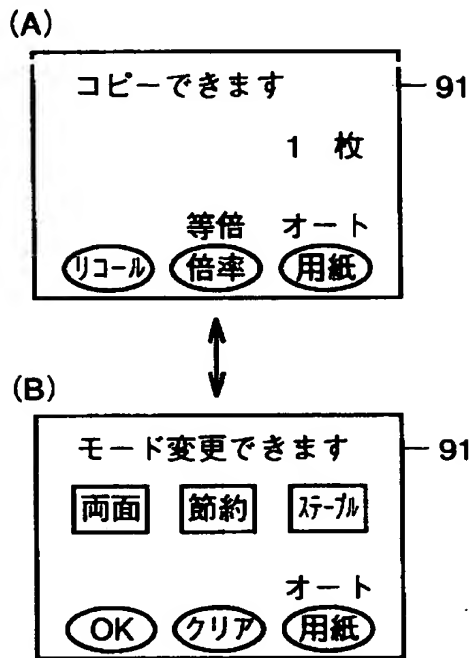 (A)
コピーできます
91
1 枚
等倍 オート
リコール 倍率 用紙
(B)
モード変更できます
91
両面 節約 ステープル
オート
OK クリア 用紙